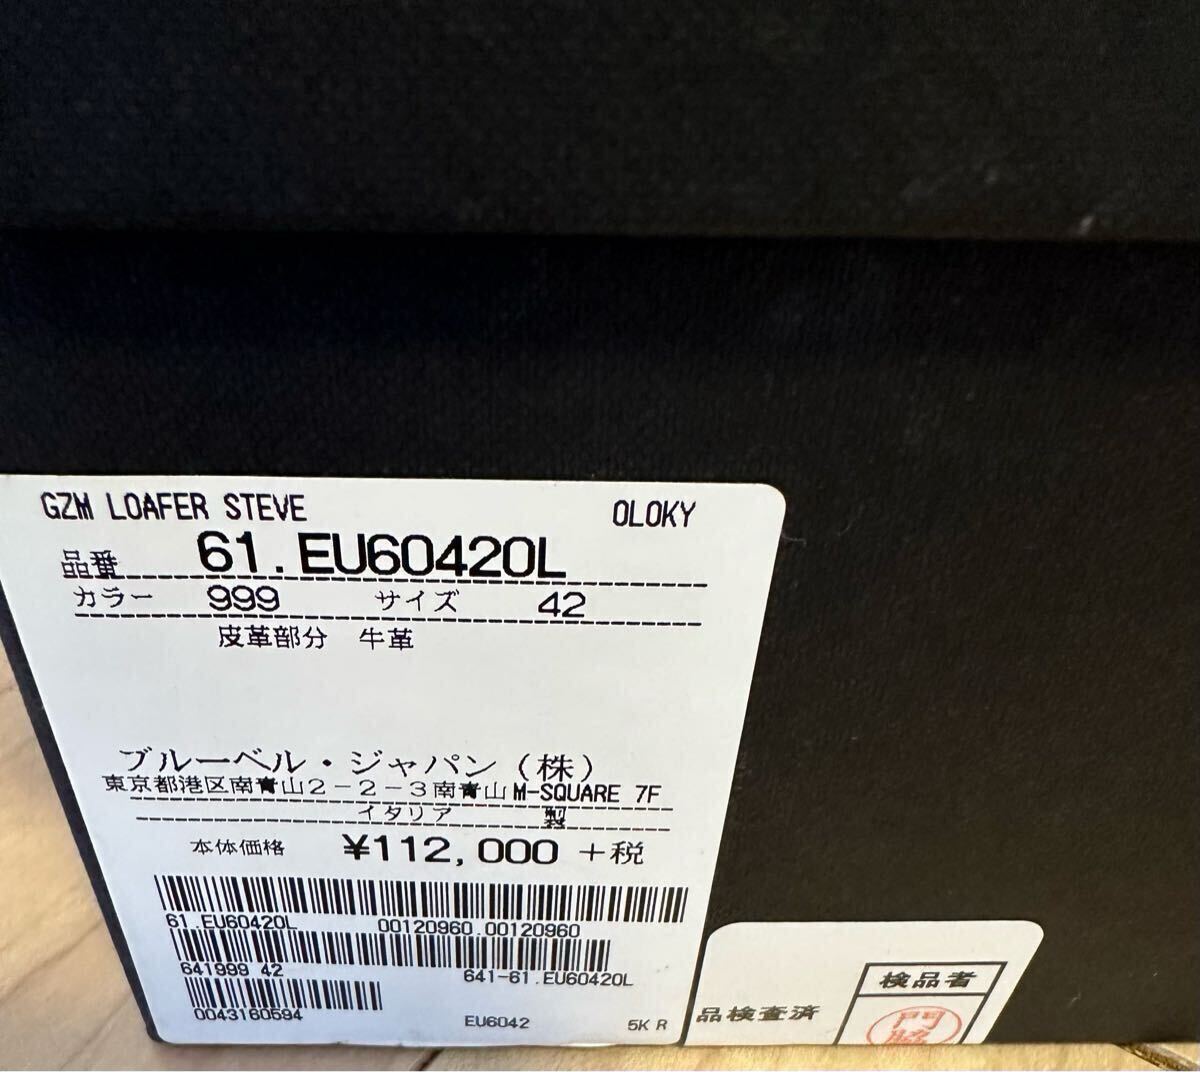 GZM LOAFER STEVE OLOKY
品番 61.EU60420L
カラー 999 サイズ 42
皮革部分 牛革
ブルーベル・ジャパン（株）
東京都港区南青山2-2-3南青山M-SQUARE 7F
イタリア 製
本体価格 ¥112,000 +税
61.EU60420L 00120960.00120960
641999 42 641-61.EU60420L
0043160594 EU6042 5K R
品検査済 検品者
門脇